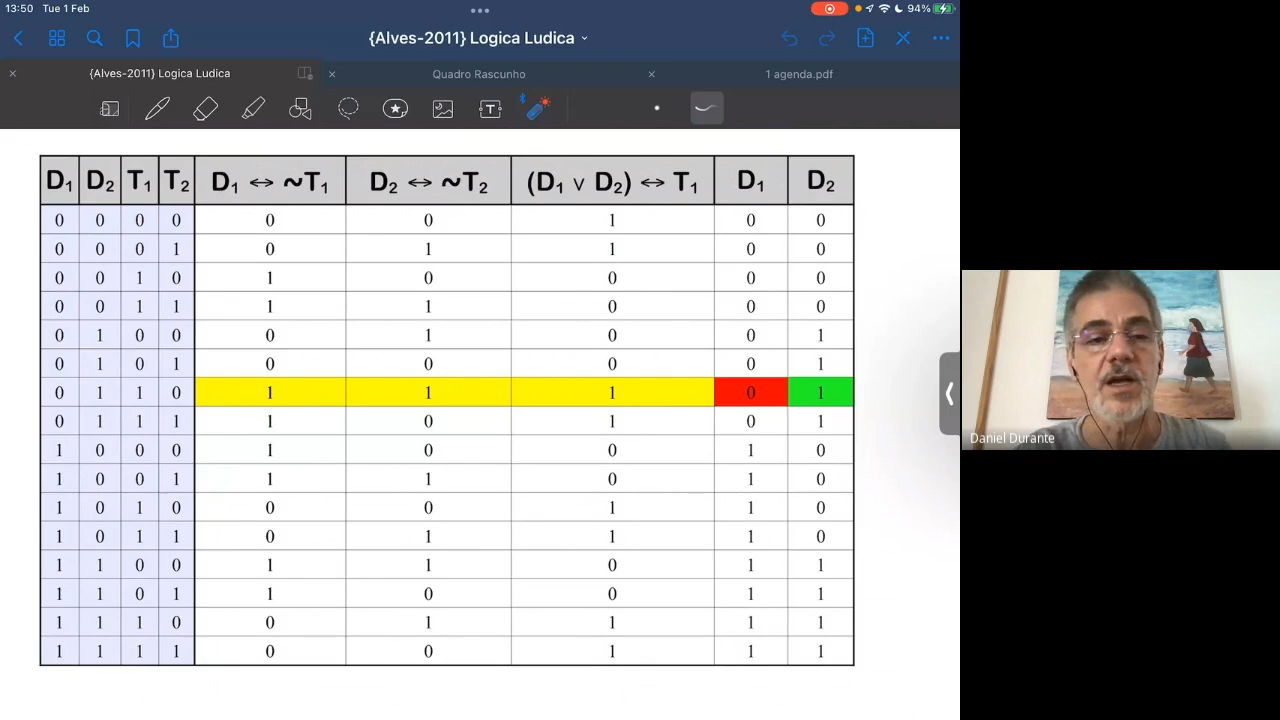 13:50 Tue 1 Feb 94%
{Alves-2011} Logica Ludica
{Alves-2011} Logica Ludica Quadro Rascunho 1 agenda.pdf
T
D₁ D₂ T₁ T₂ D₁ ↔ ~T₁ D₂ ↔ ~T₂ (D₁ ∨ D₂) ↔ T₁ D₁ D₂
0 0 0 0 0 0 1 0 0
0 0 0 1 0 1 1 0 0
0 0 1 0 1 0 0 0 0
0 0 1 1 1 1 0 0 0
0 1 0 0 0 1 0 0 1
0 1 0 1 0 0 0 0 1
0 1 1 0 1 1 1 0 1
0 1 1 1 1 0 1 0 1
1 0 0 0 1 0 0 1 0
1 0 0 1 1 1 0 1 0
1 0 1 0 0 0 1 1 0
1 0 1 1 0 1 1 1 0
1 1 0 0 1 1 0 1 1
1 1 0 1 1 0 0 1 1
1 1 1 0 0 1 1 1 1
1 1 1 1 0 0 1 1 1
Daniel Durante